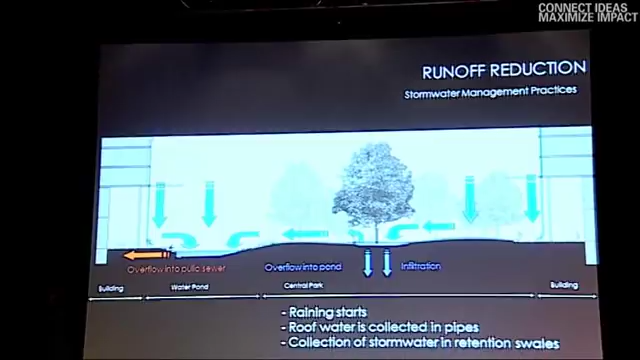 CONNECT IDEAS
MAXIMIZE IMPACT
RUNOFF REDUCTION
Stormwater Management Practices
Overflow into pulic sewer
Overflow into pond
Infiltration
Building
Water Pond
Central Park
Building
- Raining starts
- Roof water is collected in pipes
- Collection of stormwater in retention swales